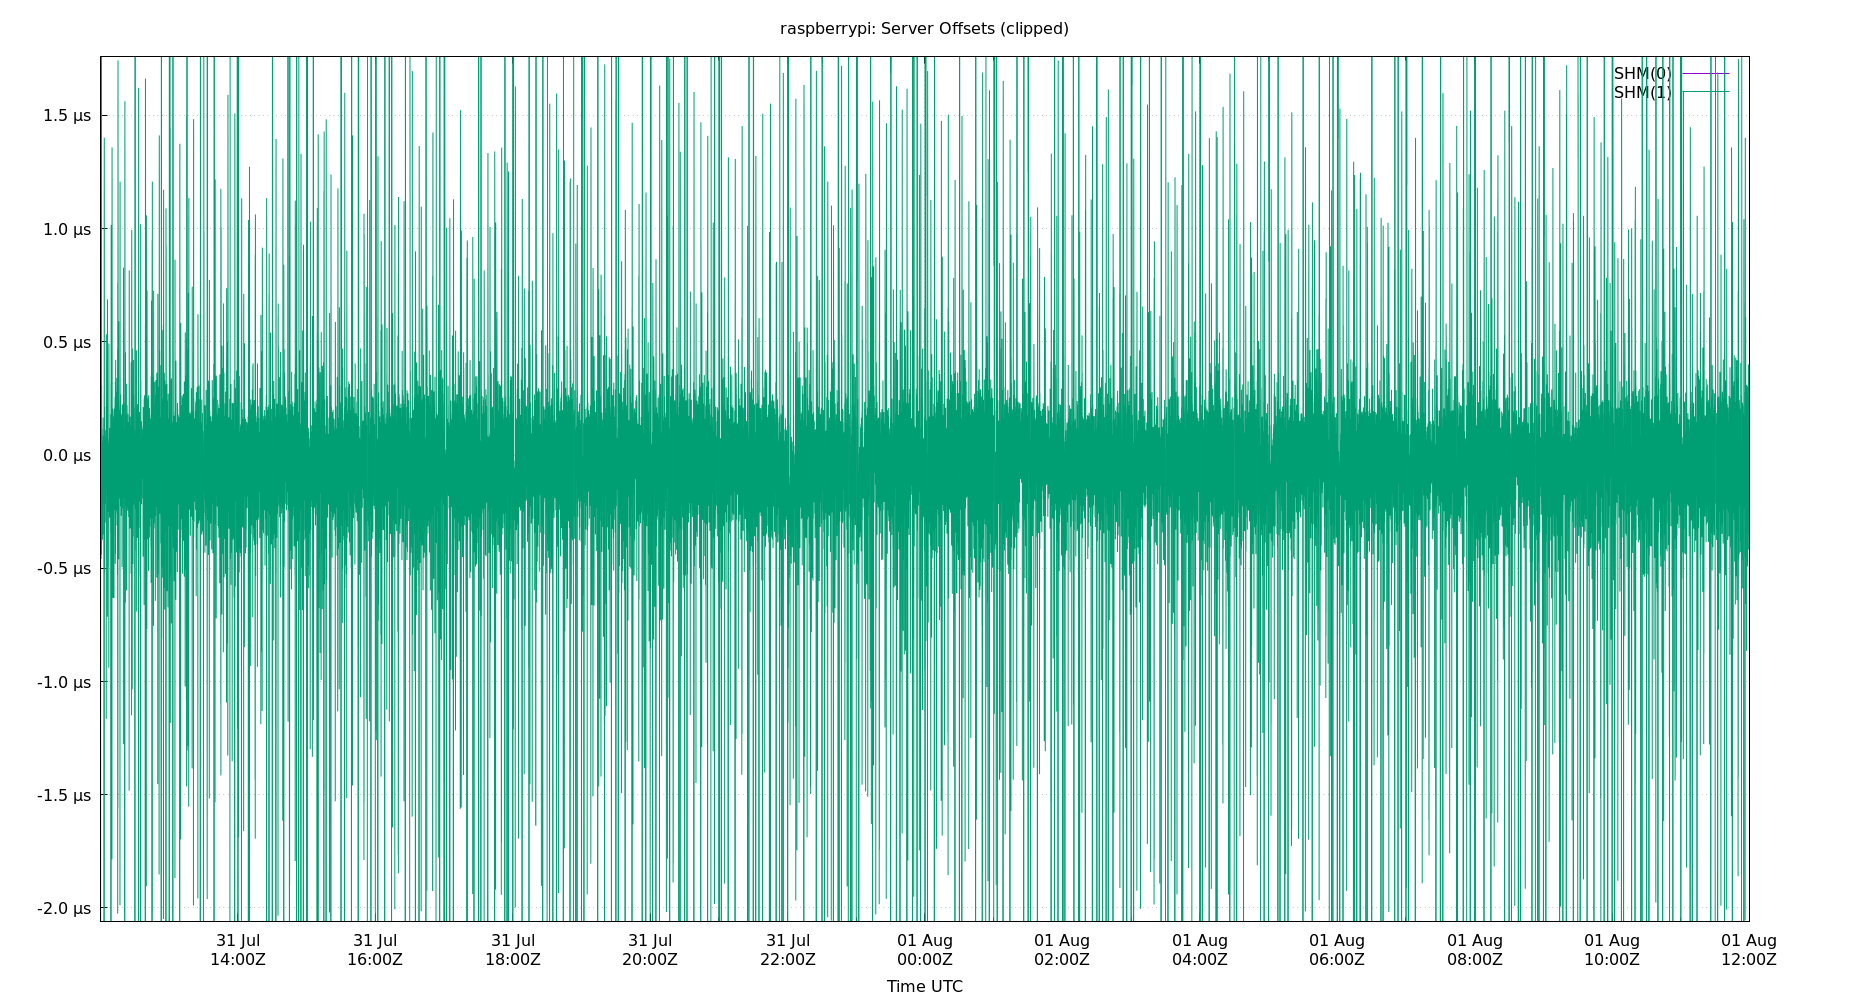 raspberrypi: Server Offsets (clipped)
SHM(0)
SHM(1)
1.5 µs
1.0 µs
0.5 µs
0.0 µs
-0.5 µs
-1.0 µs
-1.5 µs
-2.0 µs
31 Jul 31 Jul 31 Jul 31 Jul 31 Jul 01 Aug 01 Aug 01 Aug 01 Aug 01 Aug 01 Aug 01 Aug
14:00Z 16:00Z 18:00Z 20:00Z 22:00Z 00:00Z 02:00Z 04:00Z 06:00Z 08:00Z 10:00Z 12:00Z
Time UTC